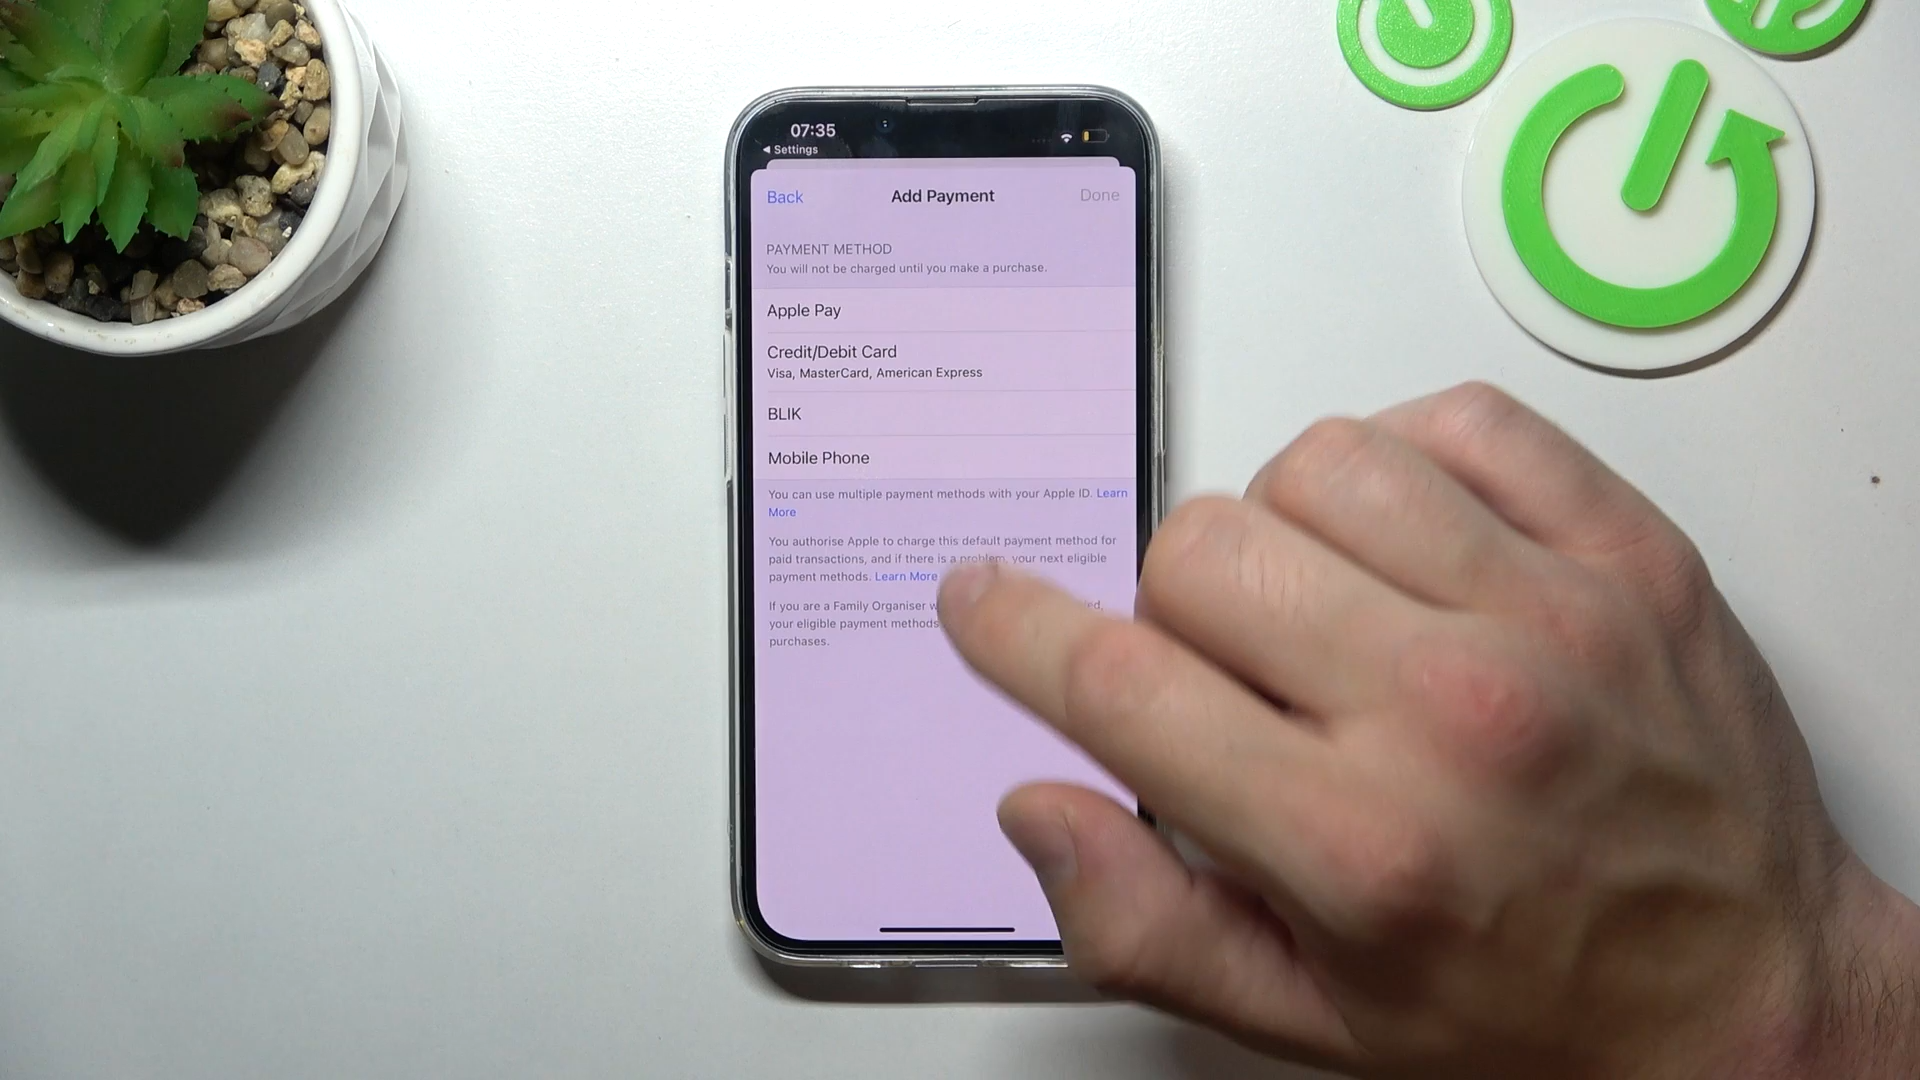 07:35
◀ Settings
Back
Add Payment
Done
PAYMENT METHOD
You will not be charged until you make a purchase.
Apple Pay
Credit/Debit Card
Visa, MasterCard, American Express
BLIK
Mobile Phone
You can use multiple payment methods with your Apple ID. Learn
More
You authorise Apple to charge this default payment method for
paid transactions, and if there is a problem, your next eligible
payment methods. Learn More
If you are a Family Organiser
your eligible payment methods
purchases.